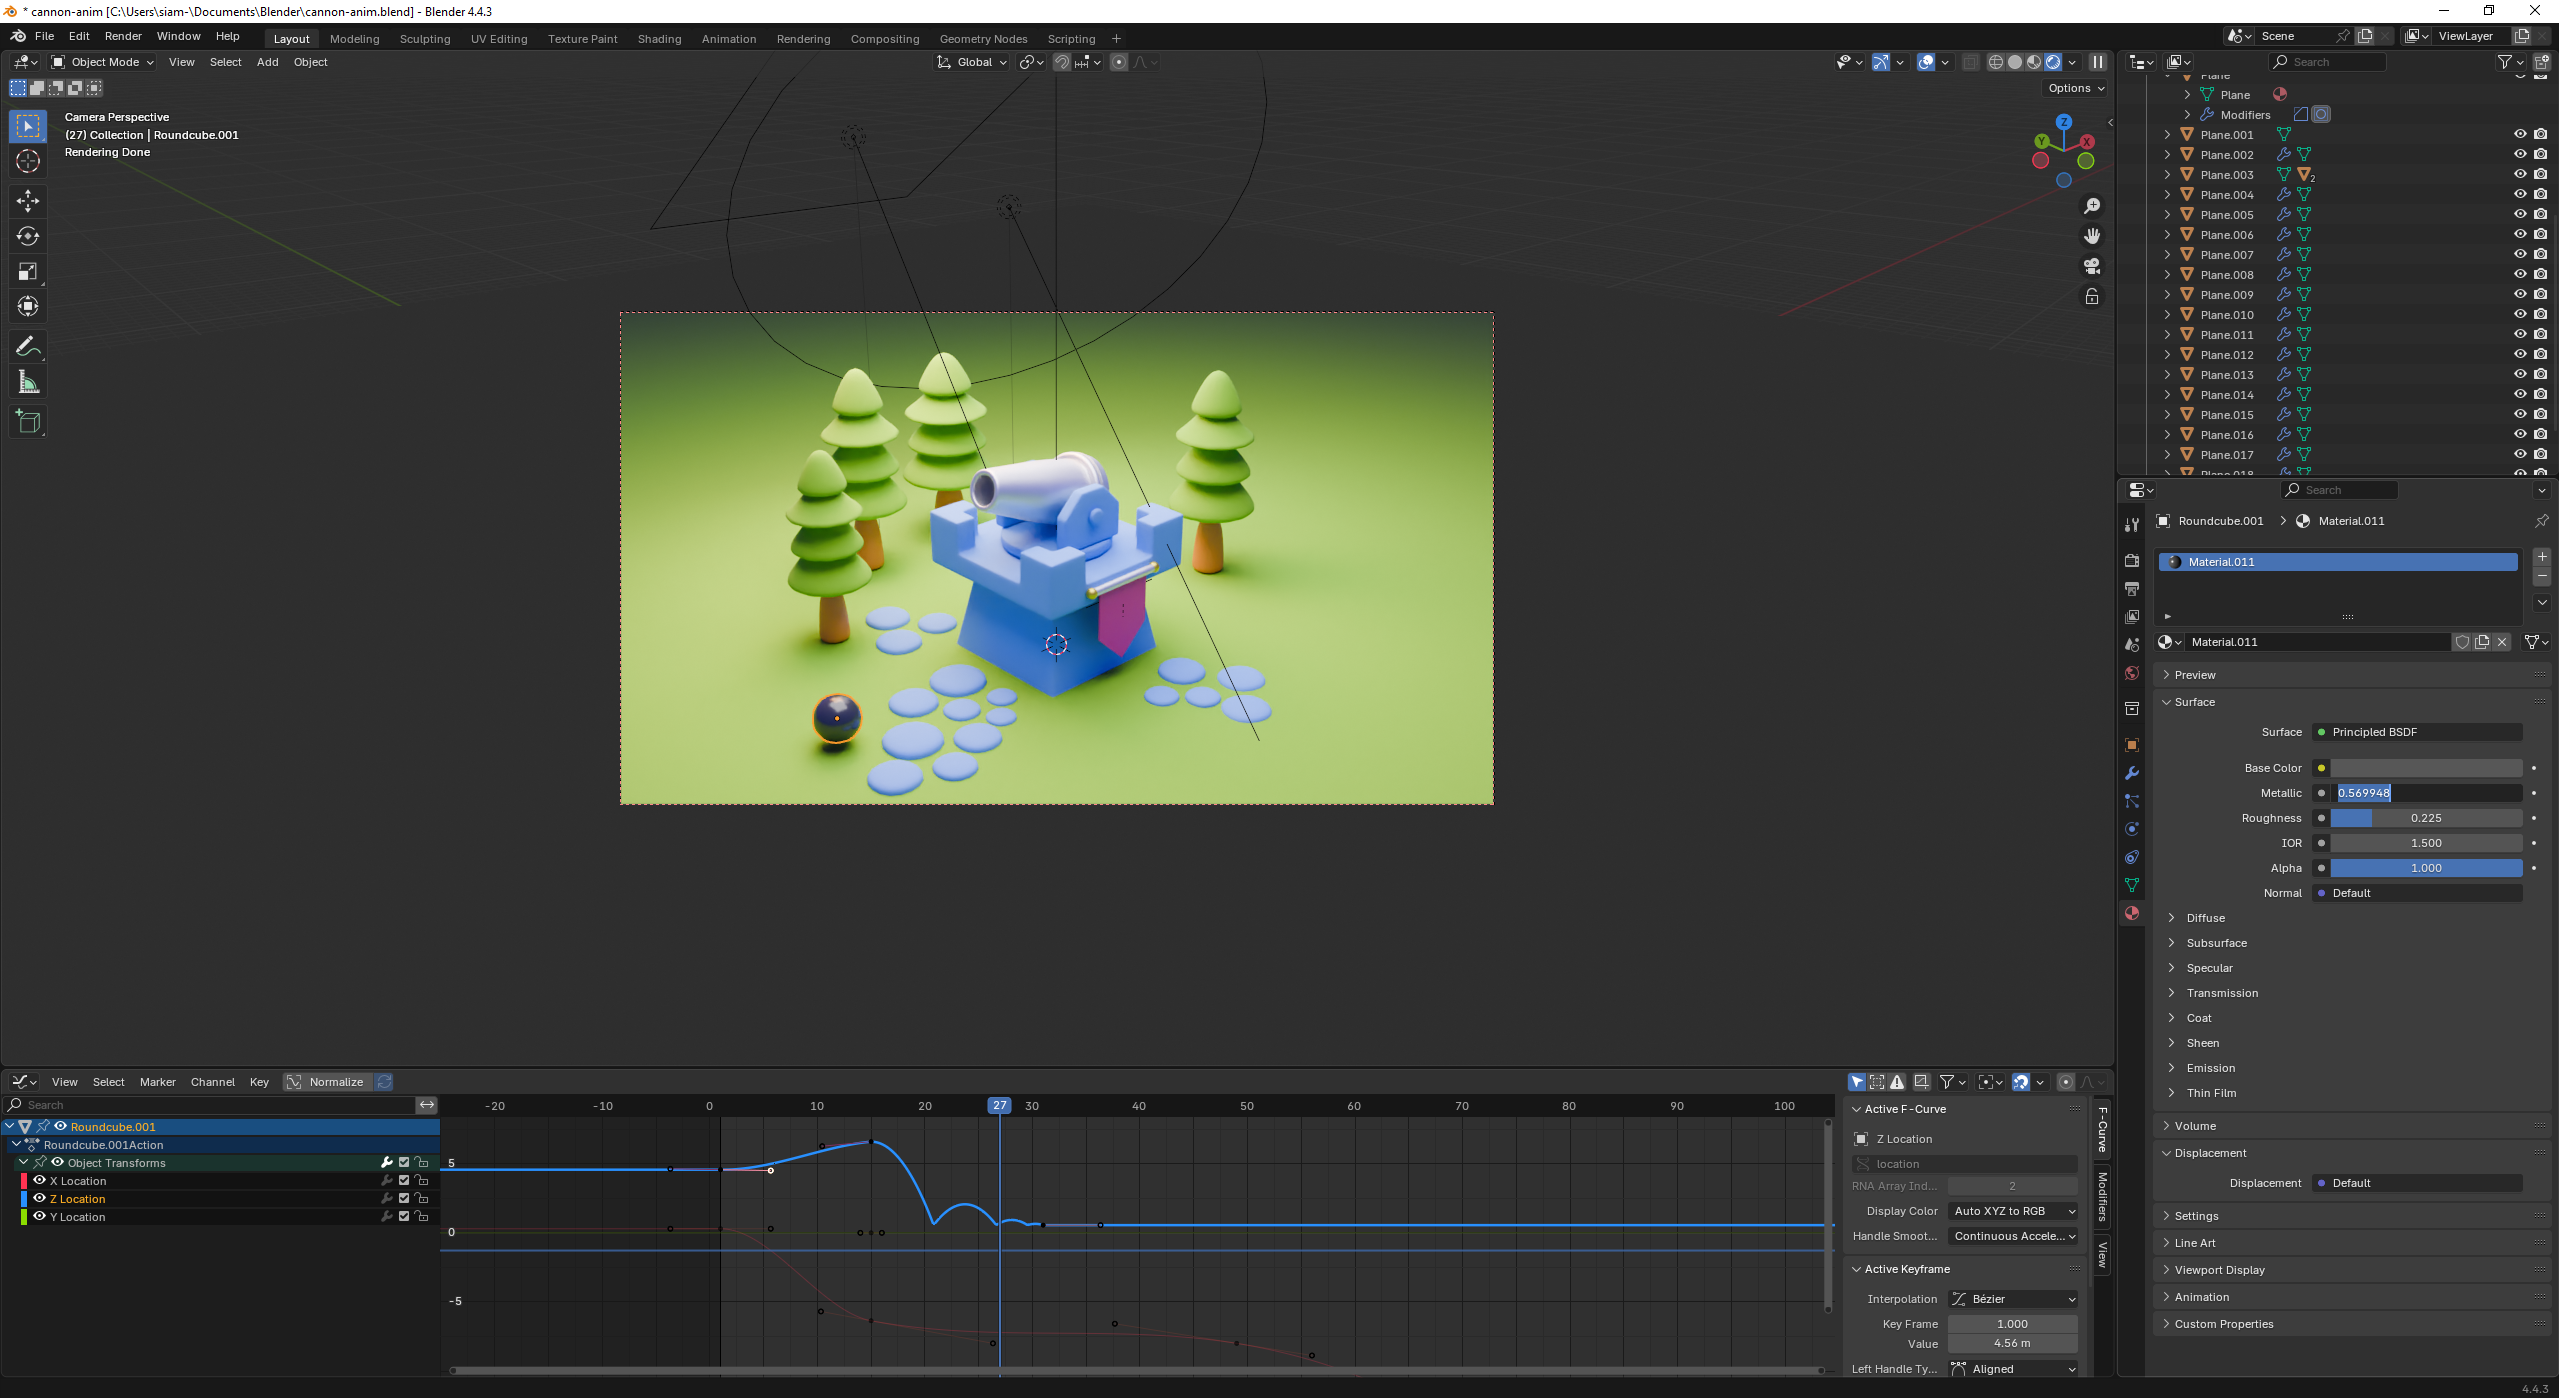 * cannon-anim [C:\Users\siam-\Documents\Blender\cannon-anim.blend] - Blender 4.4.3
File Edit Render Window Help Layout Modeling Sculpting UV Editing Texture Paint Shading Animation Rendering Compositing Geometry Nodes Scripting + Scene ViewLayer
Object Mode View Select Add Object Global Search
Options
Camera Perspective
(27) Collection | Roundcube.001
Rendering Done
Z
Y
X
Plane
Plane
Modifiers
Plane.001
Plane.002
Plane.003 2
Plane.004
Plane.005
Plane.006
Plane.007
Plane.008
Plane.009
Plane.010
Plane.011
Plane.012
Plane.013
Plane.014
Plane.015
Plane.016
Plane.017
Plane.018
Search
Roundcube.001 > Material.011
Material.011
Material.011
Preview
Surface
Surface Principled BSDF
Base Color
Metallic 0.569948
Roughness 0.225
IOR 1.500
Alpha 1.000
Normal Default
Diffuse
Subsurface
Specular
Transmission
Coat
Sheen
Emission
Thin Film
Volume
Displacement
Displacement Default
Settings
Line Art
Viewport Display
Animation
Custom Properties
View Select Marker Channel Key Normalize
Search
-20 -10 0 10 20 27 30 40 50 60 70 80 90 100
Roundcube.001
Roundcube.001Action
Object Transforms
X Location
Z Location
Y Location
5
0
-5
Active F-Curve
Z Location
location
RNA Array Ind... 2
Display Color Auto XYZ to RGB
Handle Smoot... Continuous Accele...
Active Keyframe
Interpolation Bézier
Key Frame 1.000
Value 4.56 m
Left Handle Ty... Aligned
F-Curve
Modifiers
View
4.4.3